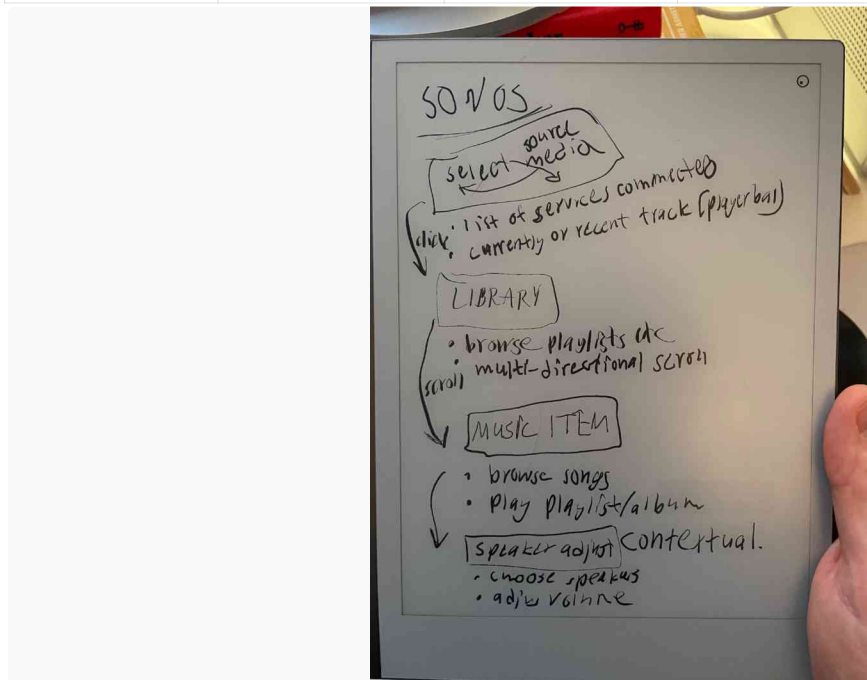 SONOS
select source media
• list of services connected
click • currently or recent track (player bar)
LIBRARY
• browse playlists etc
• multi-directional scroll
scroll
MUSIC ITEM
• browse songs
• play playlist/album
speaker adjust contextual.
• choose speakers
• adjus volume